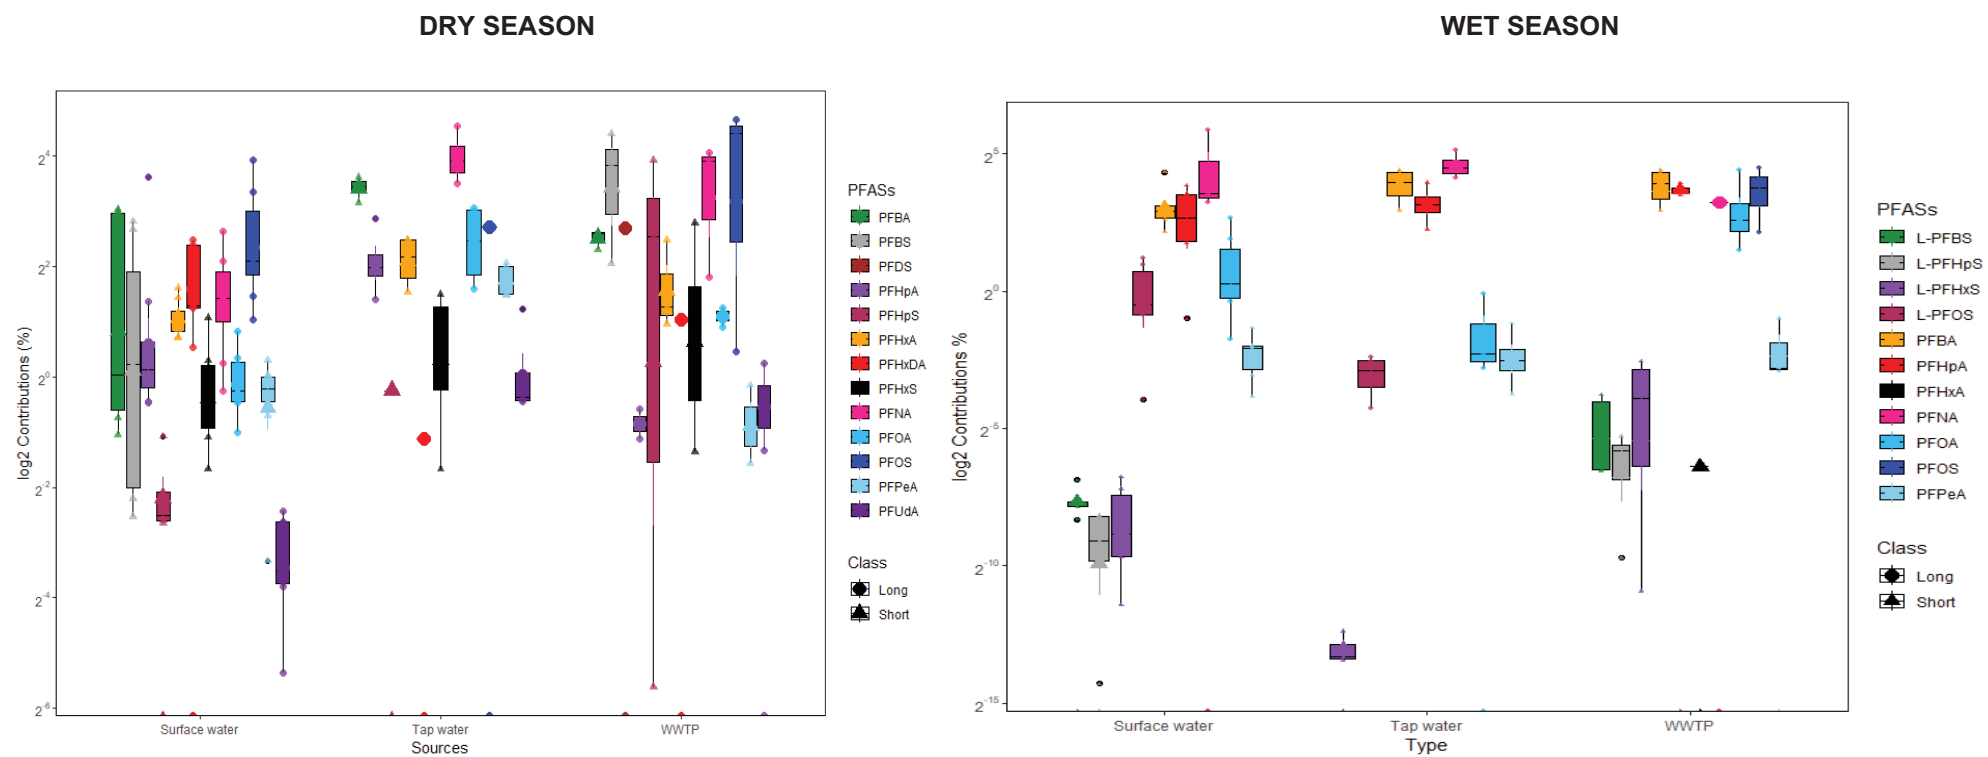 DRY SEASON
WET SEASON
log2 Contributions (%)
2^4
2^2
2^0
2^-2
2^-4
2^-6
Surface water
Tap water
WWTP
Sources
PFASs
PFBA
PFBS
PFDS
PFHpA
PFHpS
PFHxA
PFHxDA
PFHxS
PFNA
PFOA
PFOS
PFPeA
PFUdA
Class
Long
Short
log2 Contributions %
2^5
2^0
2^-5
2^-10
2^-15
Surface water
Tap water
WWTP
Type
PFASs
L-PFBS
L-PFHpS
L-PFHxS
L-PFOS
PFBA
PFHpA
PFHxA
PFNA
PFOA
PFOS
PFPeA
Class
Long
Short